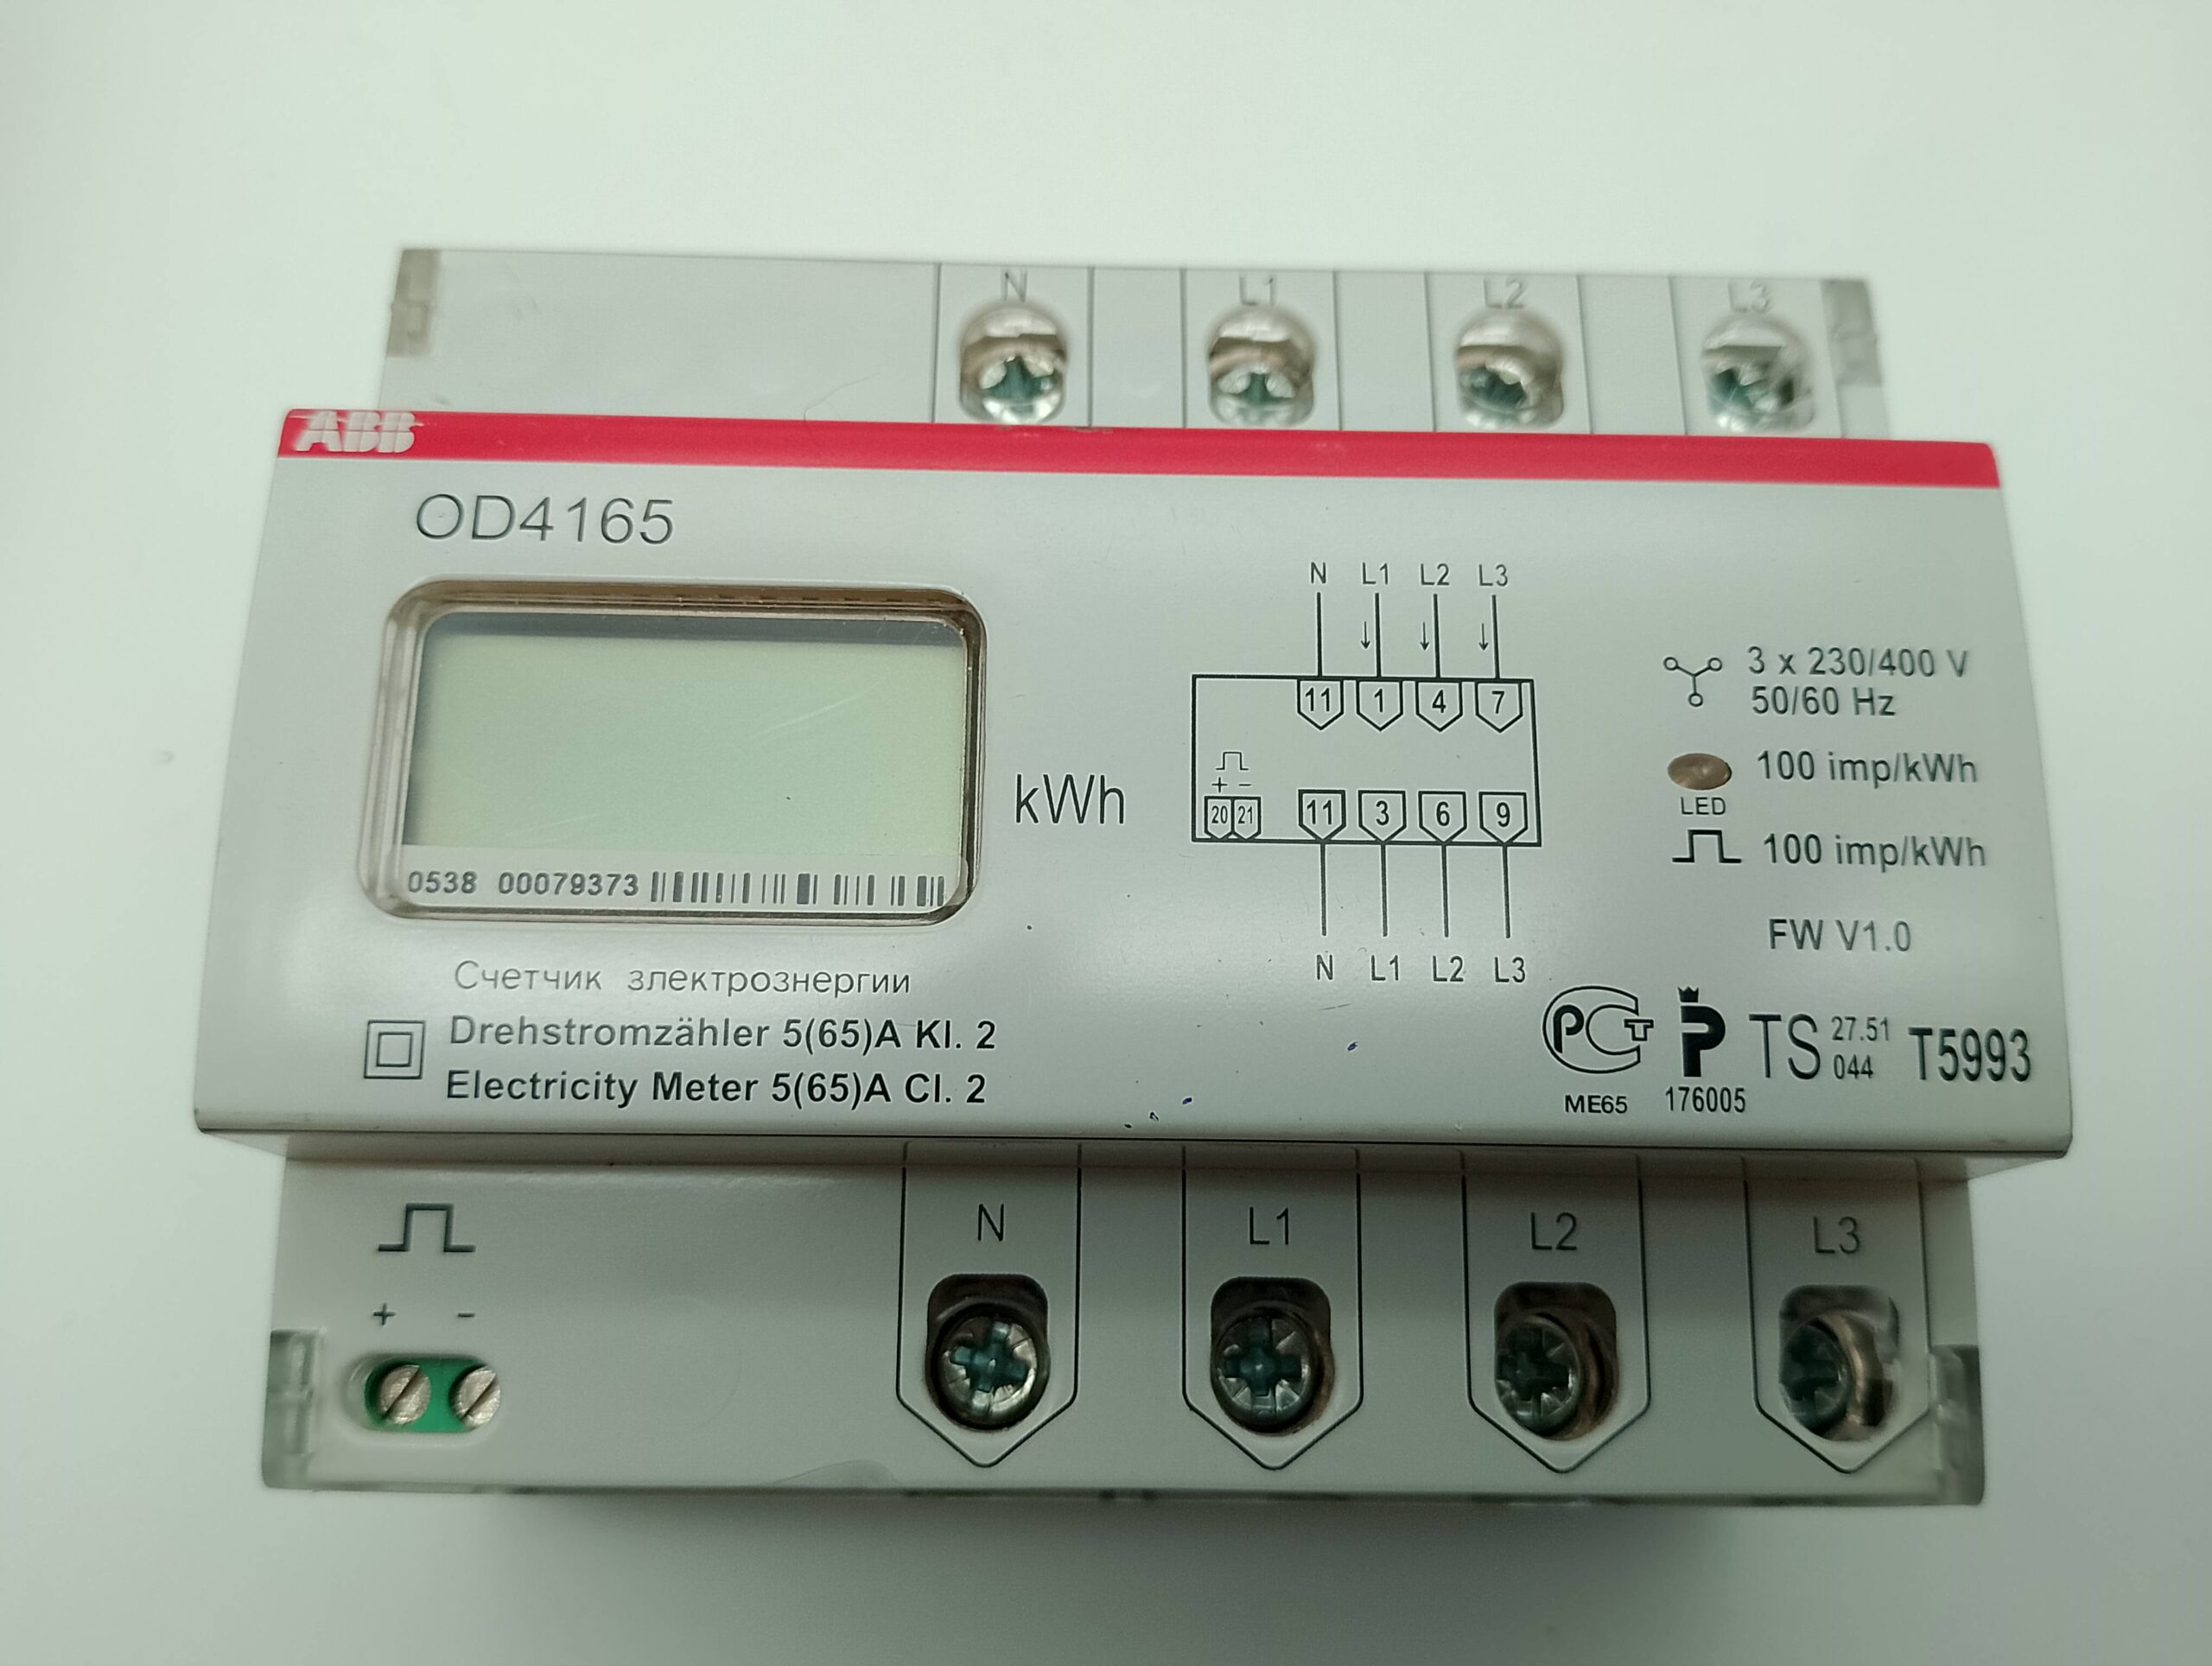 N L1 L2 L3
ABB
OD4165
N L1 L2 L3
11 1 4 7
+ -
20 21 11 3 6 9
N L1 L2 L3
kWh
0538 00079373
3 x 230/400 V
50/60 Hz
100 imp/kWh
LED
100 imp/kWh
FW V1.0
Счетчик злектрознергии
Drehstromzähler 5(65)A Kl. 2
Electricity Meter 5(65)A Cl. 2
РСТ
ME65
P
176005
TS 27.51
044
T5993
N L1 L2 L3
+ -